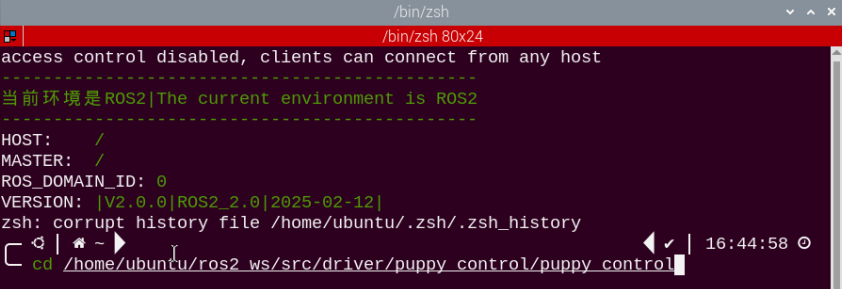 /bin/zsh
/bin/zsh 80x24
access control disabled, clients can connect from any host
---------------------------------------------
当前环境是ROS2|The current environment is ROS2
---------------------------------------------
HOST: /
MASTER: /
ROS_DOMAIN_ID: 0
VERSION: |V2.0.0|ROS2_2.0|2025-02-12|
zsh: corrupt history file /home/ubuntu/.zsh/.zsh_history
~ ✔ 16:44:58
cd /home/ubuntu/ros2_ws/src/driver/puppy_control/puppy_control